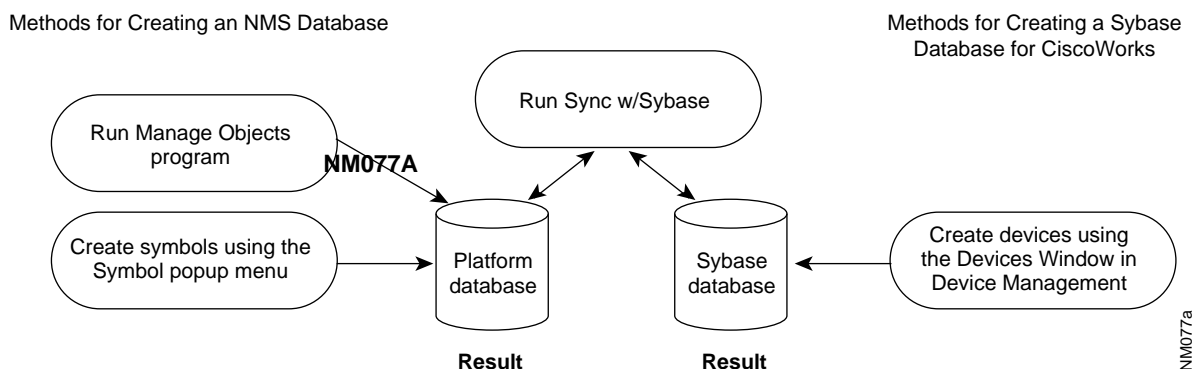 Methods for Creating an NMS Database
Methods for Creating a Sybase
Database for CiscoWorks
Run Sync w/Sybase
Run Manage Objects
program
NM077A
Create symbols using the
Symbol popup menu
Platform
database
Sybase
database
Create devices using
the Devices Window in
Device Management
Result
Result
NM077a